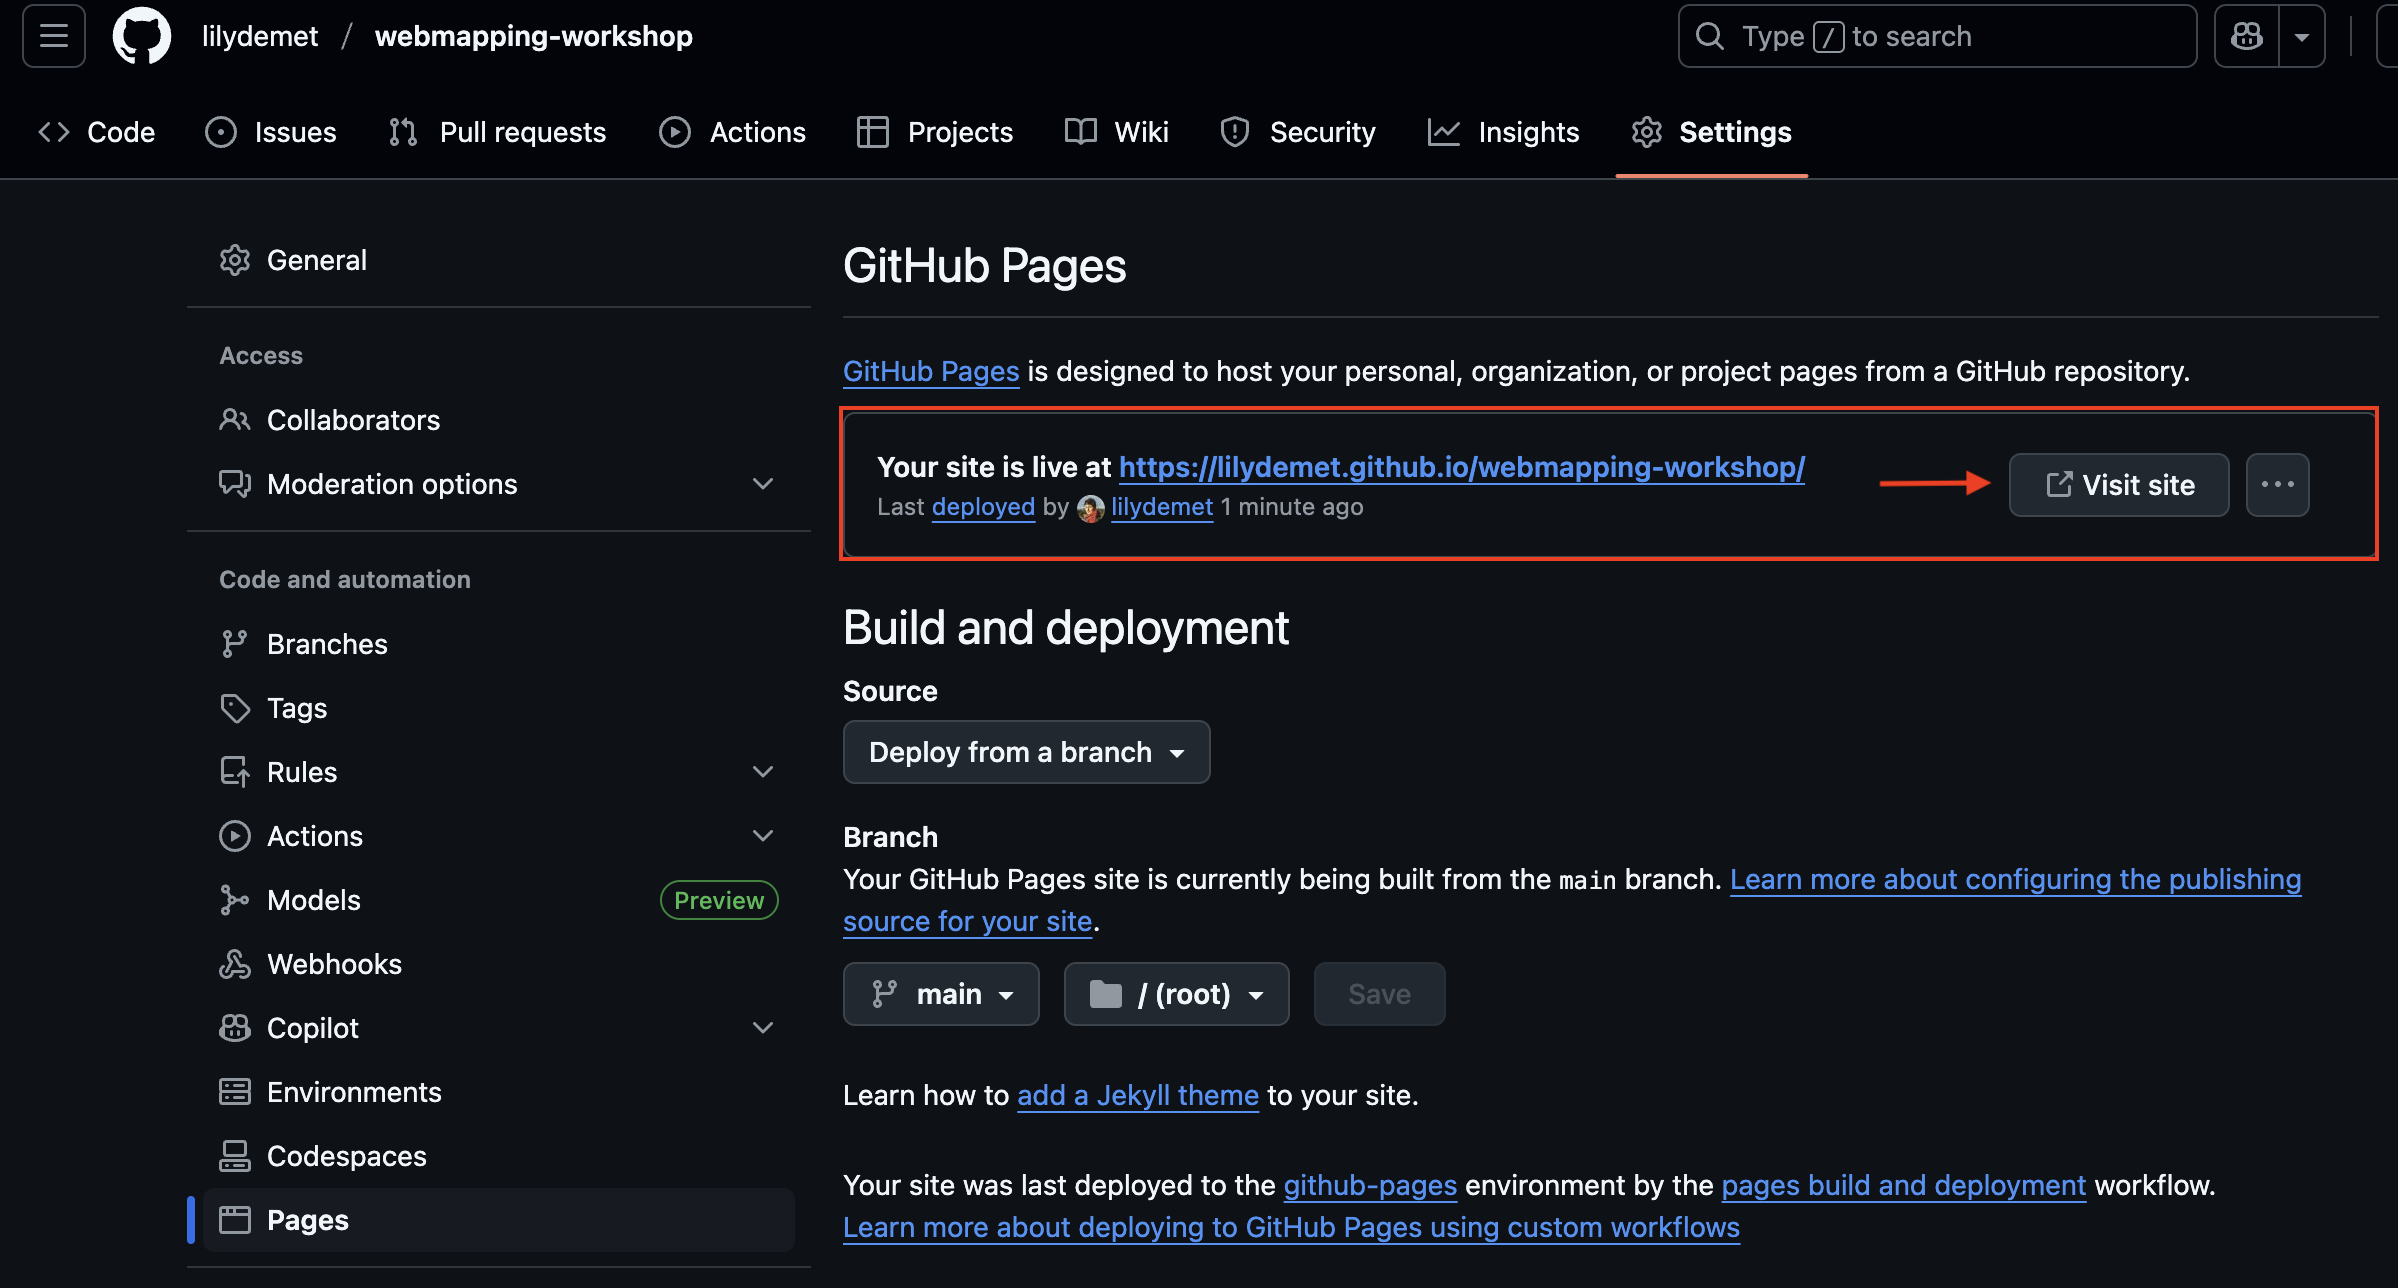 lilydemet / webmapping-workshop
Type / to search
Code
Issues
Pull requests
Actions
Projects
Wiki
Security
Insights
Settings
General
Access
Collaborators
Moderation options
Code and automation
Branches
Tags
Rules
Actions
Models Preview
Webhooks
Copilot
Environments
Codespaces
Pages
GitHub Pages
GitHub Pages is designed to host your personal, organization, or project pages from a GitHub repository.
Your site is live at https://lilydemet.github.io/webmapping-workshop/
Last deployed by lilydemet 1 minute ago
Visit site
Build and deployment
Source
Deploy from a branch
Branch
Your GitHub Pages site is currently being built from the main branch. Learn more about configuring the publishing
source for your site.
main
/ (root)
Save
Learn how to add a Jekyll theme to your site.
Your site was last deployed to the github-pages environment by the pages build and deployment workflow.
Learn more about deploying to GitHub Pages using custom workflows